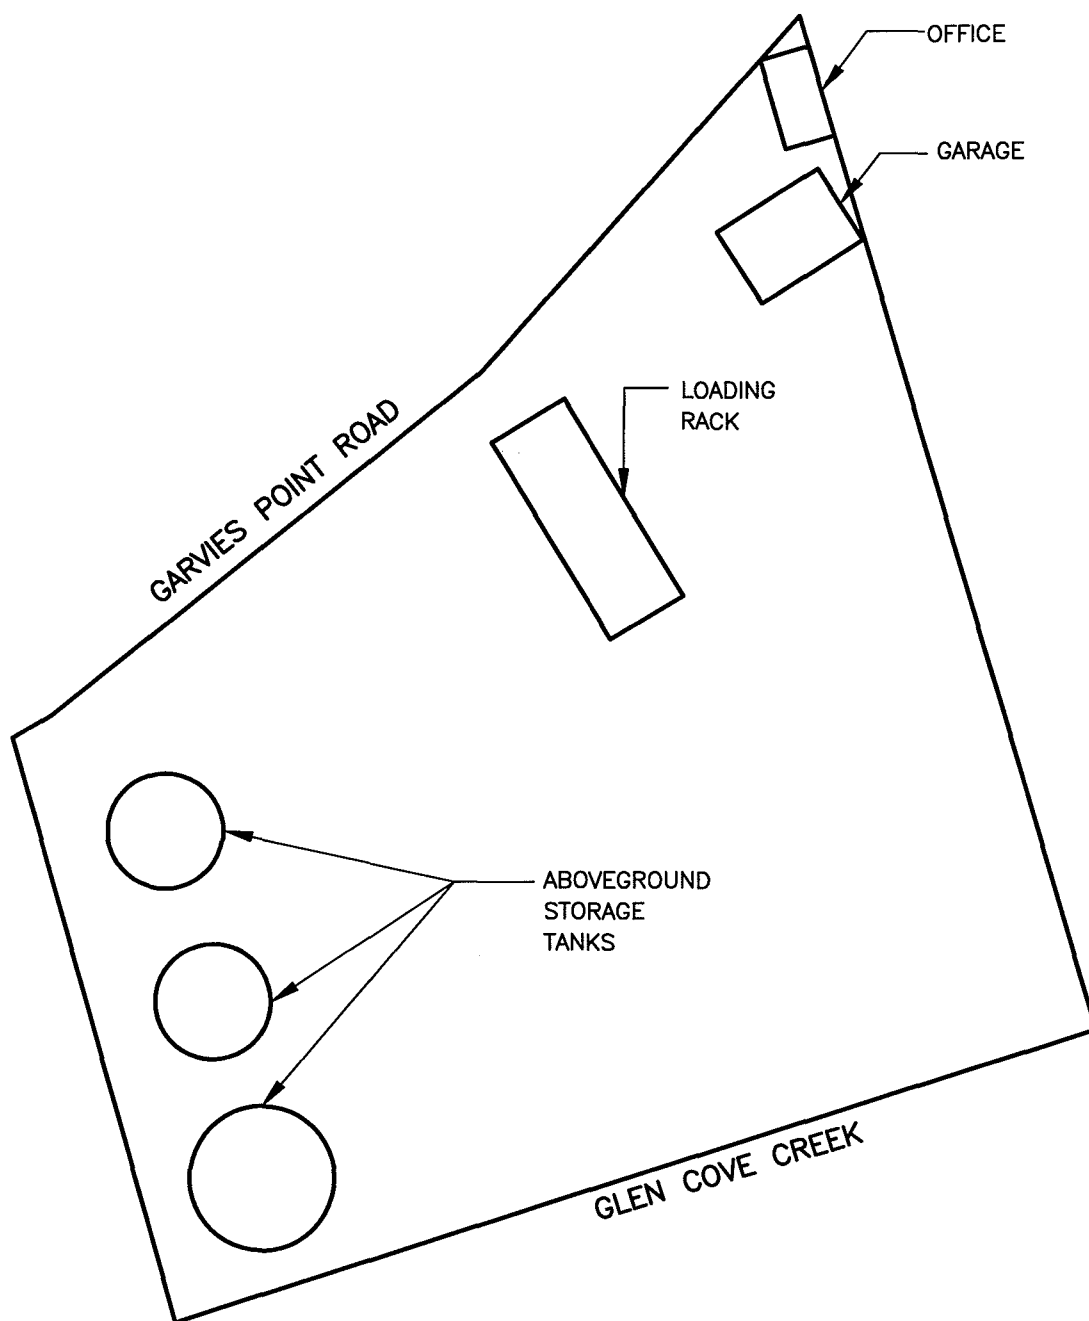 OFFICE
GARAGE
LOADING
RACK
GARVIES POINT ROAD
ABOVEGROUND
STORAGE
TANKS
GLEN COVE CREEK